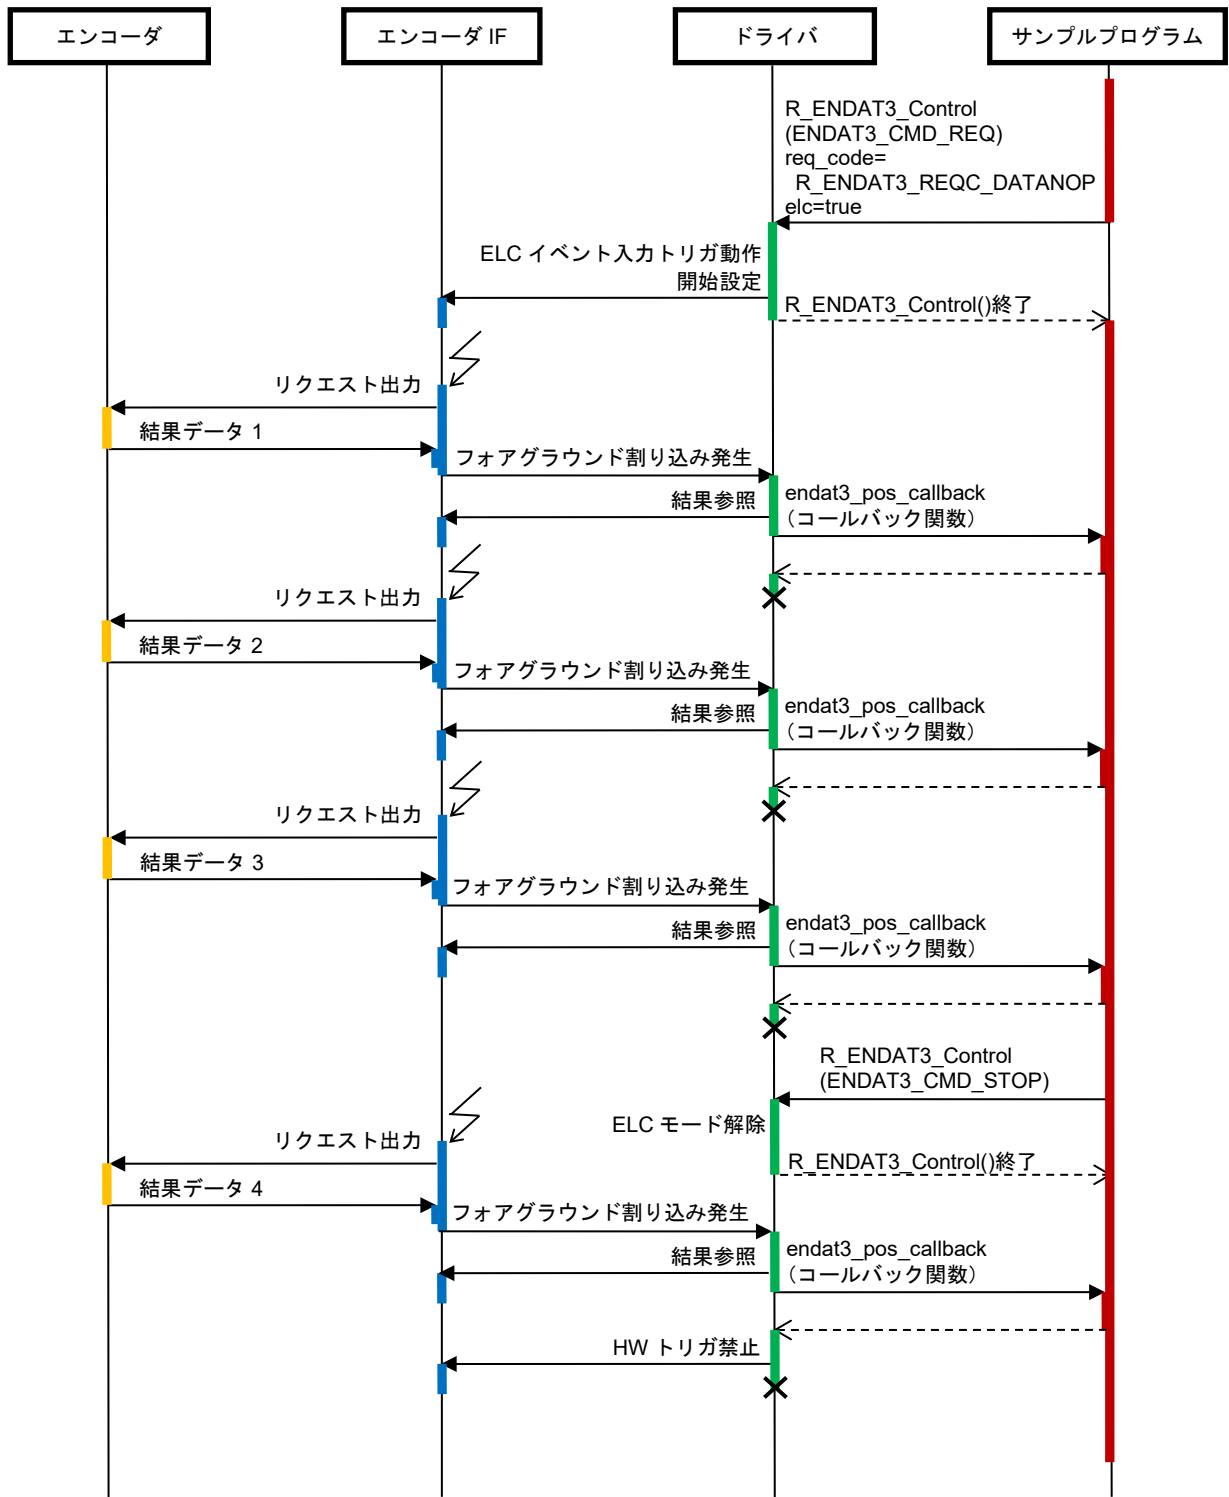 エンコーダ
エンコーダ IF
ドライバ
サンプルプログラム
R_ENDAT3_Control
(ENDAT3_CMD_REQ)
req_code=
R_ENDAT3_REQC_DATANOP
elc=true
ELC イベント入力トリガ動作
開始設定
R_ENDAT3_Control()終了
リクエスト出力
結果データ 1
フォアグラウンド割り込み発生
結果参照
endat3_pos_callback
（コールバック関数）
リクエスト出力
結果データ 2
フォアグラウンド割り込み発生
結果参照
endat3_pos_callback
（コールバック関数）
リクエスト出力
結果データ 3
フォアグラウンド割り込み発生
結果参照
endat3_pos_callback
（コールバック関数）
R_ENDAT3_Control
(ENDAT3_CMD_STOP)
ELC モード解除
リクエスト出力
R_ENDAT3_Control()終了
結果データ 4
フォアグラウンド割り込み発生
結果参照
endat3_pos_callback
（コールバック関数）
HW トリガ禁止